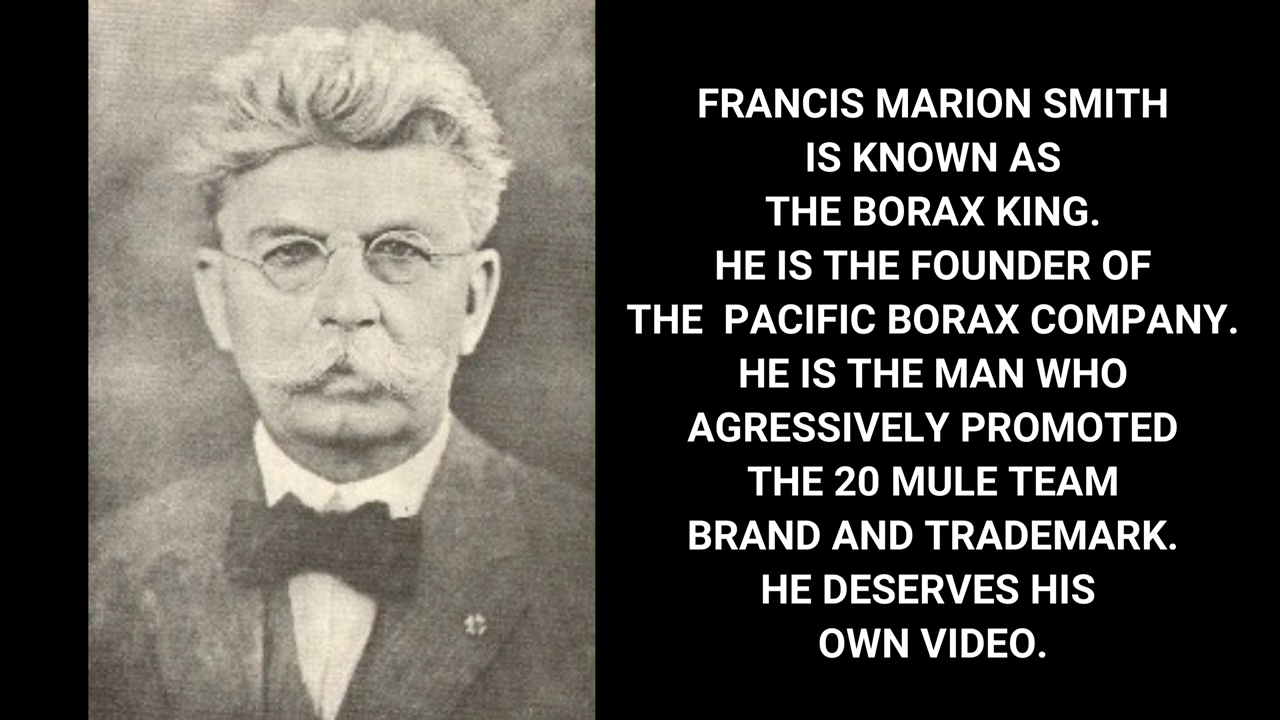 FRANCIS MARION SMITH
IS KNOWN AS
THE BORAX KING.
HE IS THE FOUNDER OF
THE  PACIFIC BORAX COMPANY.
HE IS THE MAN WHO
AGRESSIVELY PROMOTED
THE 20 MULE TEAM
BRAND AND TRADEMARK.
HE DESERVES HIS
OWN VIDEO.